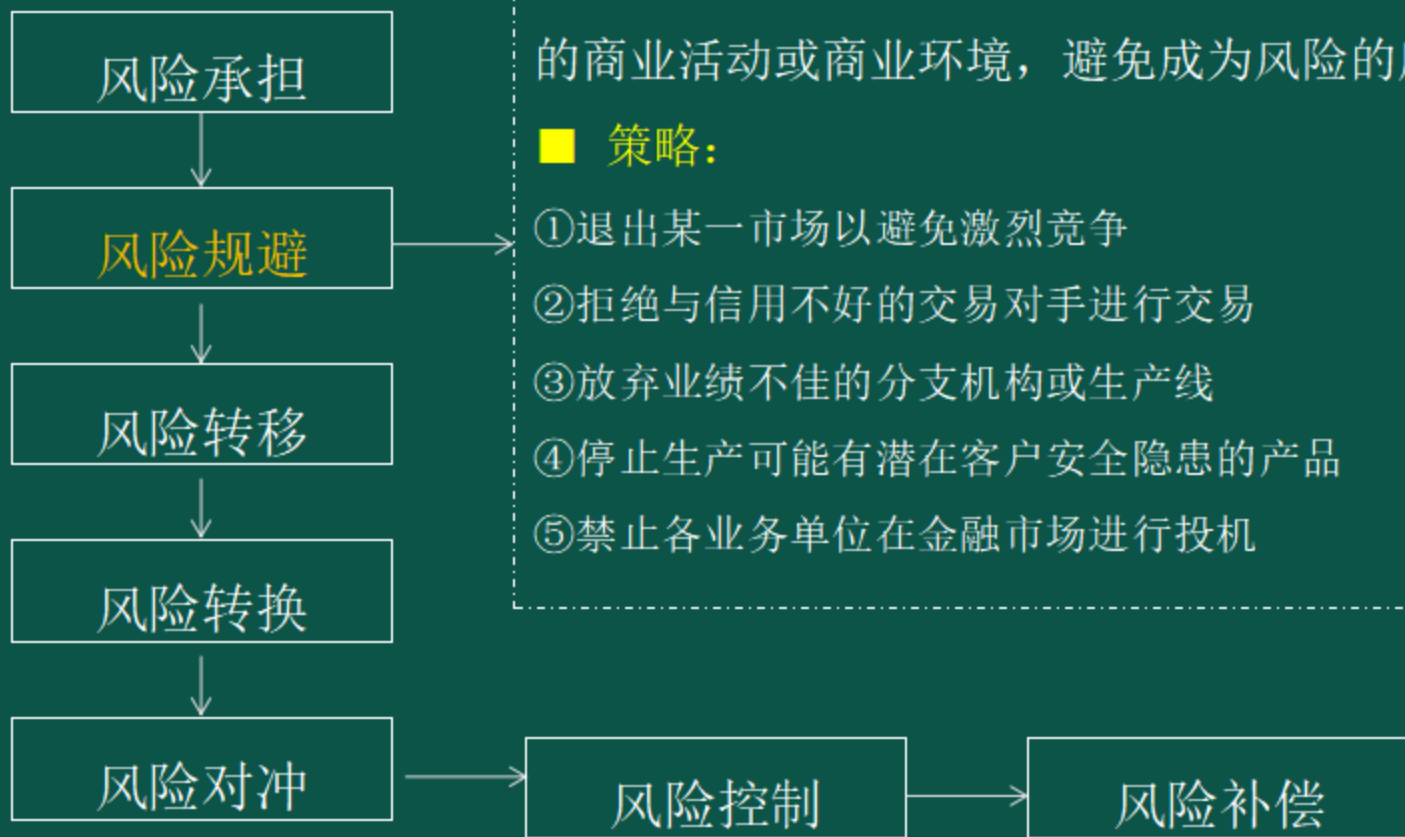 风险承担
的商业活动或商业环境，避免成为风险的
■ 策略：
风险规避
①退出某一市场以避免激烈竞争
②拒绝与信用不好的交易对手进行交易
③放弃业绩不佳的分支机构或生产线
④停止生产可能有潜在客户安全隐患的产品
⑤禁止各业务单位在金融市场进行投机
风险转移
风险转换
风险对冲
风险控制
风险补偿